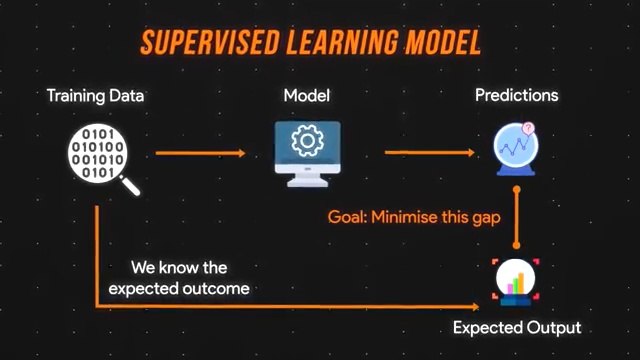 SUPERVISED LEARNING MODEL
Training Data
Model
Predictions
0101
010100
001010
0101
?
Goal: Minimise this gap
We know the
expected outcome
Expected Output